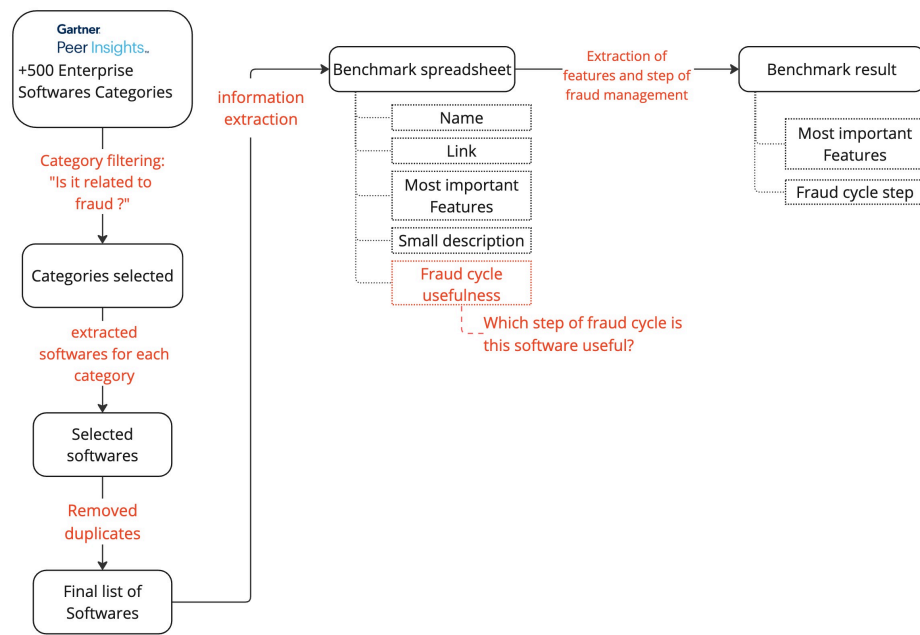 Gartner
Peer Insights™
+500 Enterprise
Softwares Categories
Category filtering:
"Is it related to
fraud ?"
Categories selected
extracted
softwares for each
category
Selected
softwares
Removed
duplicates
Final list of
Softwares
information
extraction
Benchmark spreadsheet
Name
Link
Most important
Features
Small description
Fraud cycle
usefulness
Which step of fraud cycle is
this software useful?
Extraction of
features and step of
fraud management
Benchmark result
Most important
Features
Fraud cycle step